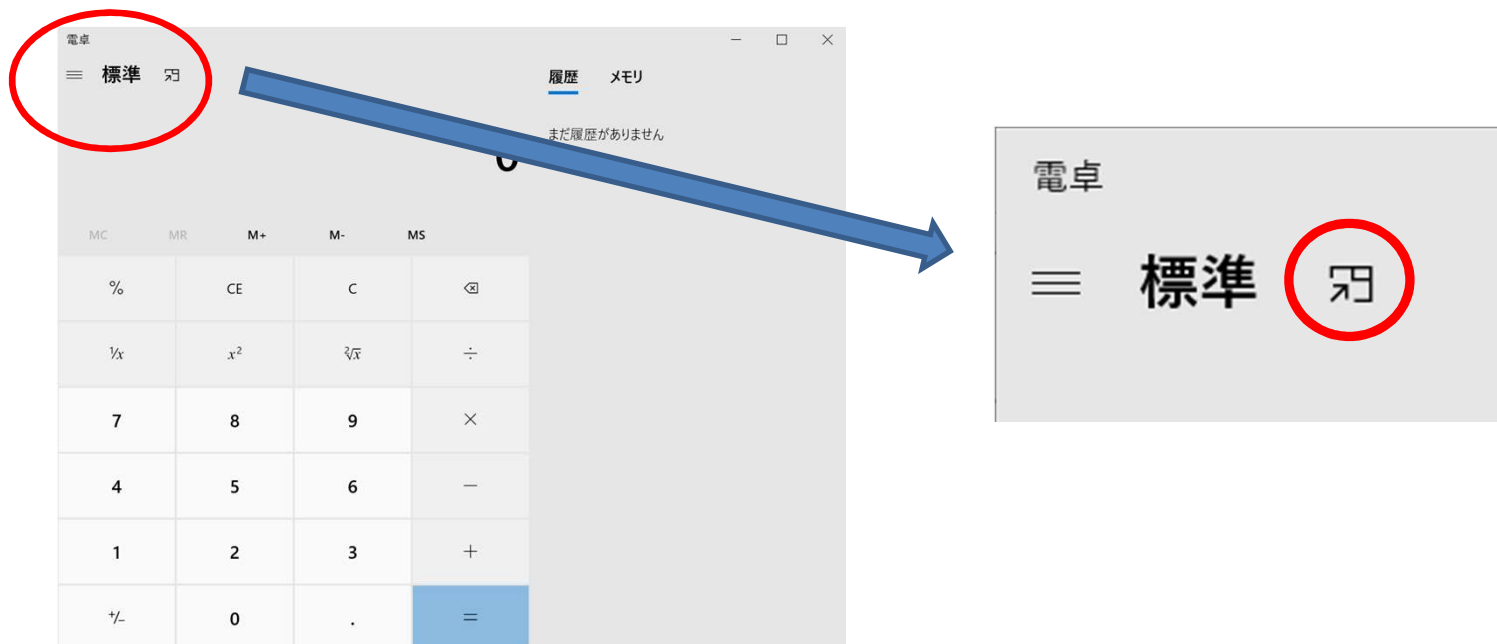 電卓
標準
履歴 メモリ
まだ履歴がありません
0
MC MR M+ M- MS
% CE C
¹/x x² ²√x ÷
7 8 9 ×
4 5 6 −
1 2 3 +
+/− 0 . =
電卓
標準